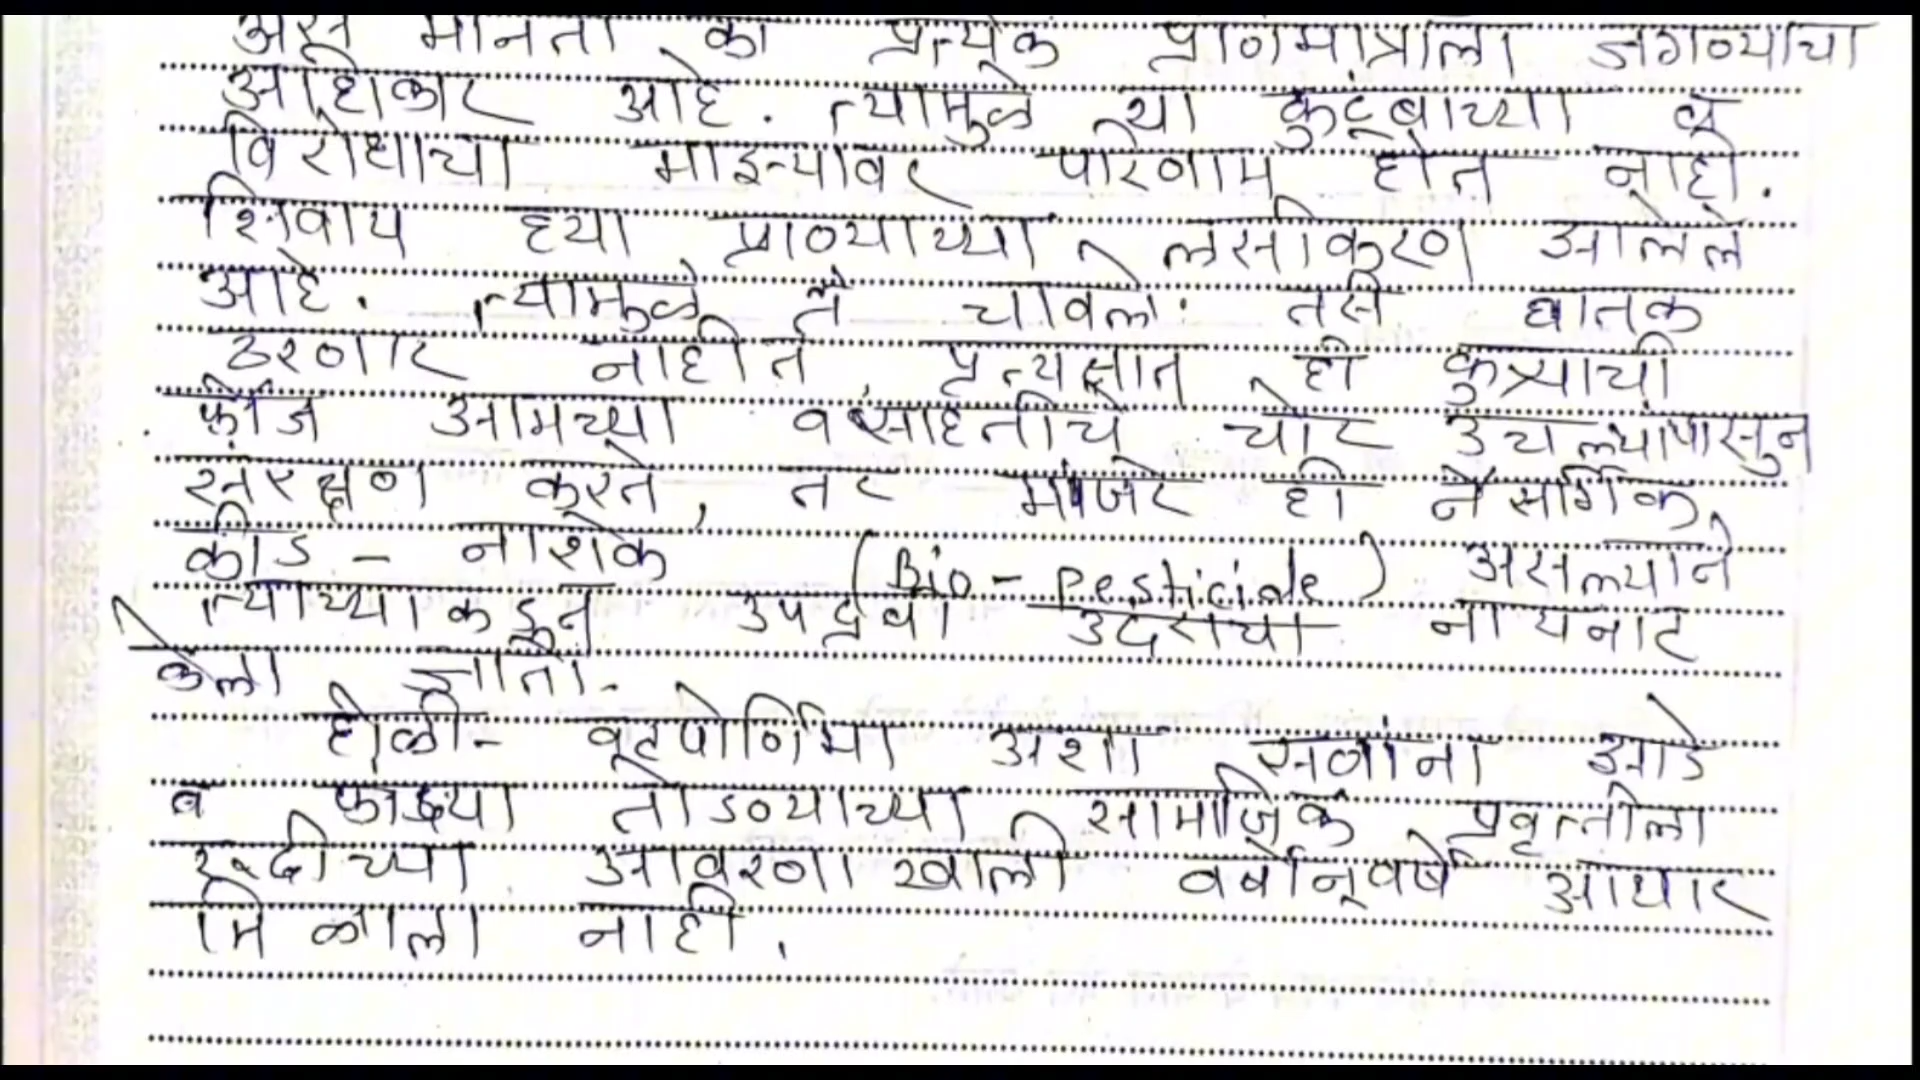 असे मानतो की प्रत्येक प्राणिमात्राला जगण्याचा
अधिकार आहे. त्यामुळे या कुटूंबाच्या व
विरोधाचा माझ्यावर परिणाम होत नाही.
शिवाय ह्या प्राण्याच्या लसीकरण आलेले
आहे. त्यामुळे ते चावले. तरी घातक
ठरणार नाहीत प्रत्यक्षात ही कुत्र्याची
फौज आमच्या वसाहतीचे चोर उचल्यांपासुन
संरक्षण करते, तर मांजरे ही नैसर्गिक
कीड - नाशके (Bio - pesticide) असल्याने
त्याच्याकडून उपद्रवी उंदराचा नायनाट
केला जातो.
होळी - वटपोर्णिमा अशा सणांना झाडे
व फांद्या तोडण्याच्या सामाजिक प्रवृत्तीला
रूढीच्या आवरणाखाली वर्षानूवर्षे आधार
मिळाला नाही.